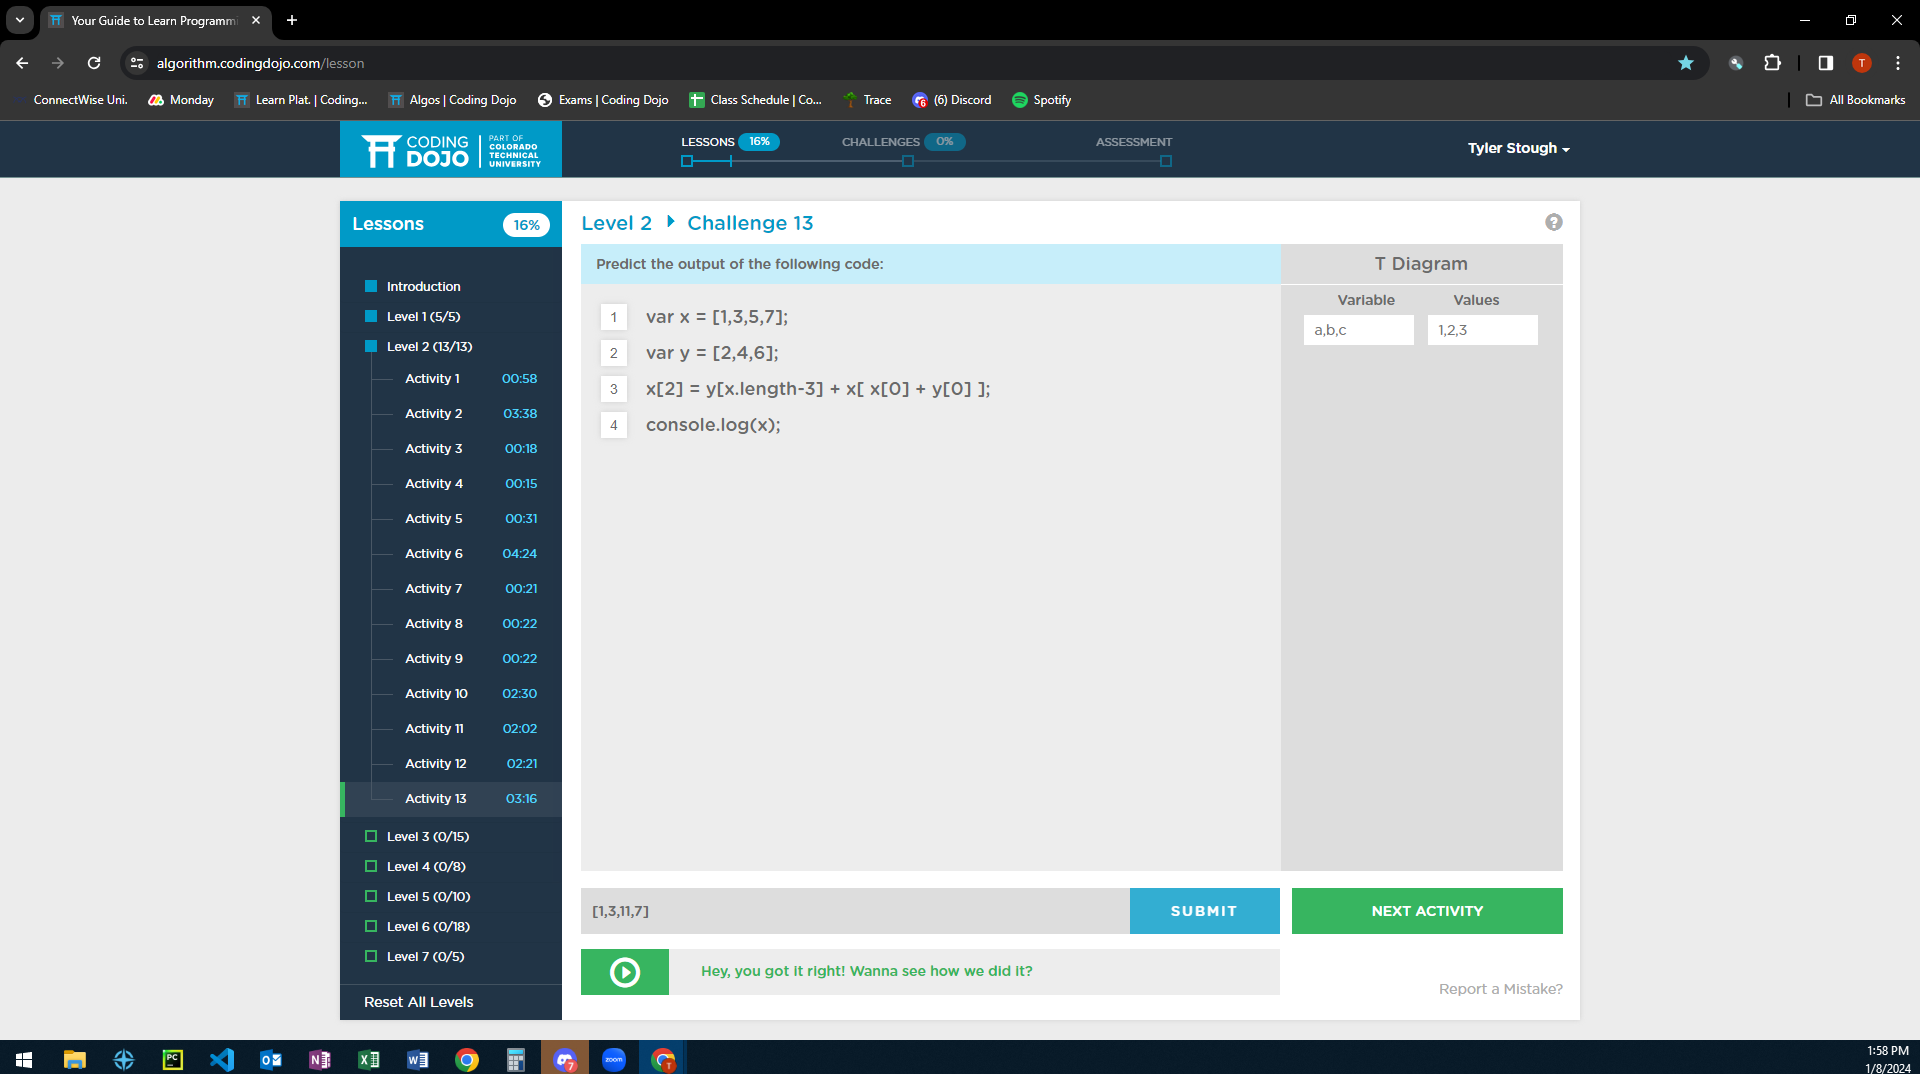 Your Guide to Learn Programmi
algorithm.codingdojo.com/lesson
T
ConnectWise Uni.
Monday
Learn Plat. | Coding...
Algos | Coding Dojo
Exams | Coding Dojo
Class Schedule | Co...
Trace
(6) Discord
Spotify
All Bookmarks
CODING DOJO
PART OF COLORADO TECHNICAL UNIVERSITY
LESSONS 16%
CHALLENGES 0%
ASSESSMENT
Tyler Stough
Lessons 16%
Introduction
Level 1 (5/5)
Level 2 (13/13)
Activity 1 00:58
Activity 2 03:38
Activity 3 00:18
Activity 4 00:15
Activity 5 00:31
Activity 6 04:24
Activity 7 00:21
Activity 8 00:22
Activity 9 00:22
Activity 10 02:30
Activity 11 02:02
Activity 12 02:21
Activity 13 03:16
Level 3 (0/15)
Level 4 (0/8)
Level 5 (0/10)
Level 6 (0/18)
Level 7 (0/5)
Reset All Levels
Level 2 Challenge 13
?
Predict the output of the following code:
1 var x = [1,3,5,7];
2 var y = [2,4,6];
3 x[2] = y[x.length-3] + x[ x[0] + y[0] ];
4 console.log(x);
T Diagram
Variable Values
a,b,c 1,2,3
[1,3,11,7]
SUBMIT
NEXT ACTIVITY
Hey, you got it right! Wanna see how we did it?
Report a Mistake?
PC
N
W
7
zoom
T
1:58 PM
1/8/2024